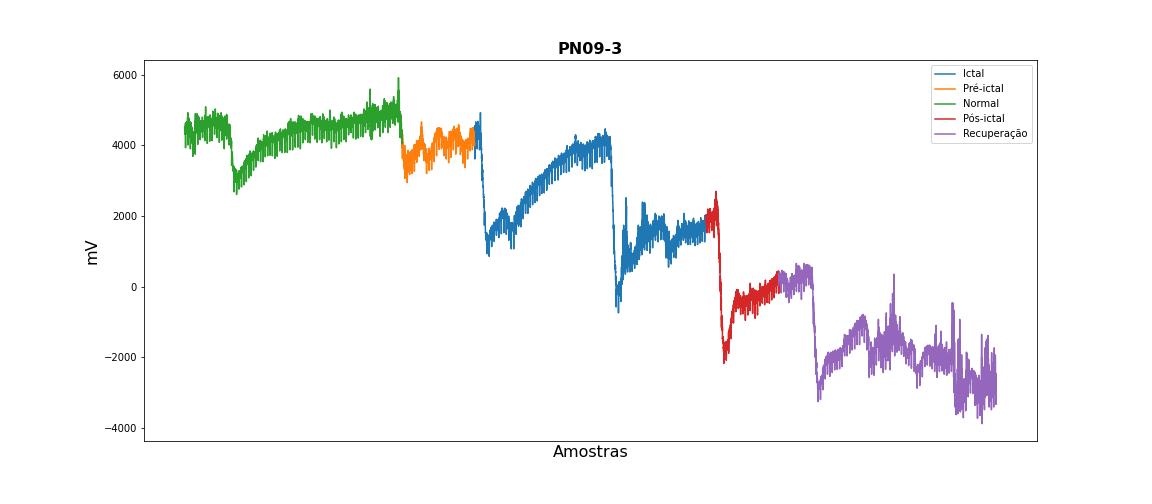 PN09-3
6000
4000
2000
0
−2000
−4000
mV
Amostras
Ictal
Pré-ictal
Normal
Pós-ictal
Recuperação